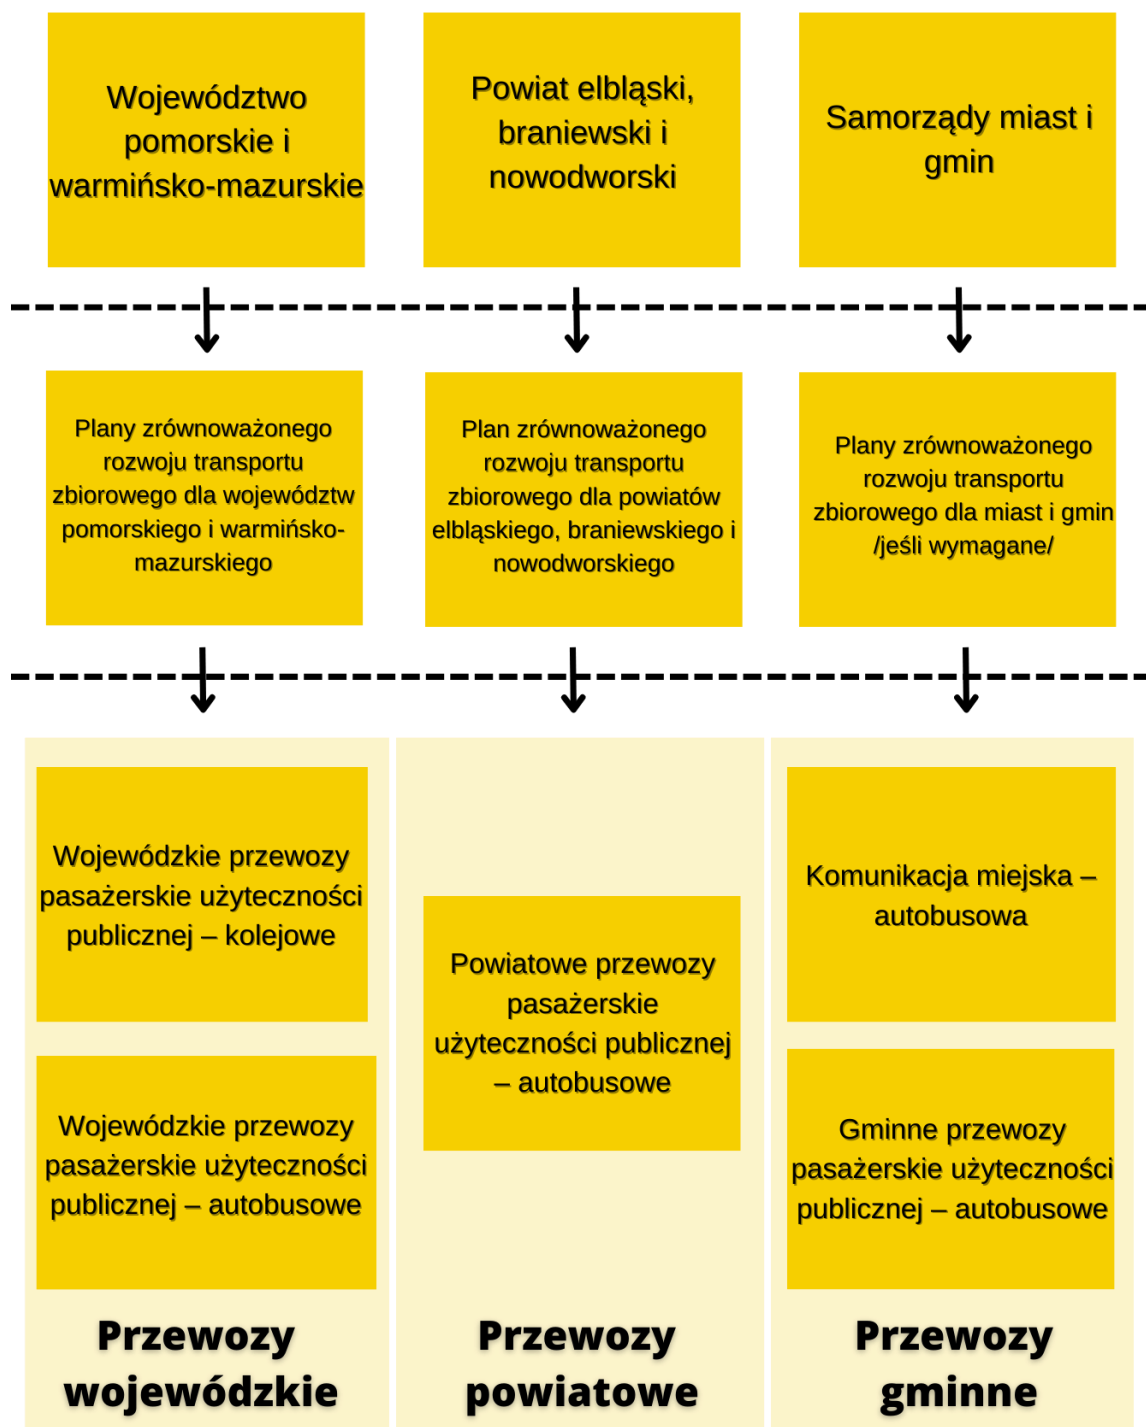 Województwo
pomorskie i
warmińsko-mazurskie
Powiat elbląski,
braniewski i
nowodworski
Samorządy miast i
gmin
Plany zrównoważonego
rozwoju transportu
zbiorowego dla województw
pomorskiego i warmińsko-
mazurskiego
Plan zrównoważonego
rozwoju transportu
zbiorowego dla powiatów
elbląskiego, braniewskiego i
nowodworskiego
Plany zrównoważonego
rozwoju transportu
zbiorowego dla miast i gmin
/jeśli wymagane/
Wojewódzkie przewozy
pasażerskie użyteczności
publicznej – kolejowe
Wojewódzkie przewozy
pasażerskie użyteczności
publicznej – autobusowe
Przewozy
wojewódzkie
Powiatowe przewozy
pasażerskie
użyteczności publicznej
– autobusowe
Przewozy
powiatowe
Komunikacja miejska –
autobusowa
Gminne przewozy
pasażerskie użyteczności
publicznej – autobusowe
Przewozy
gminne